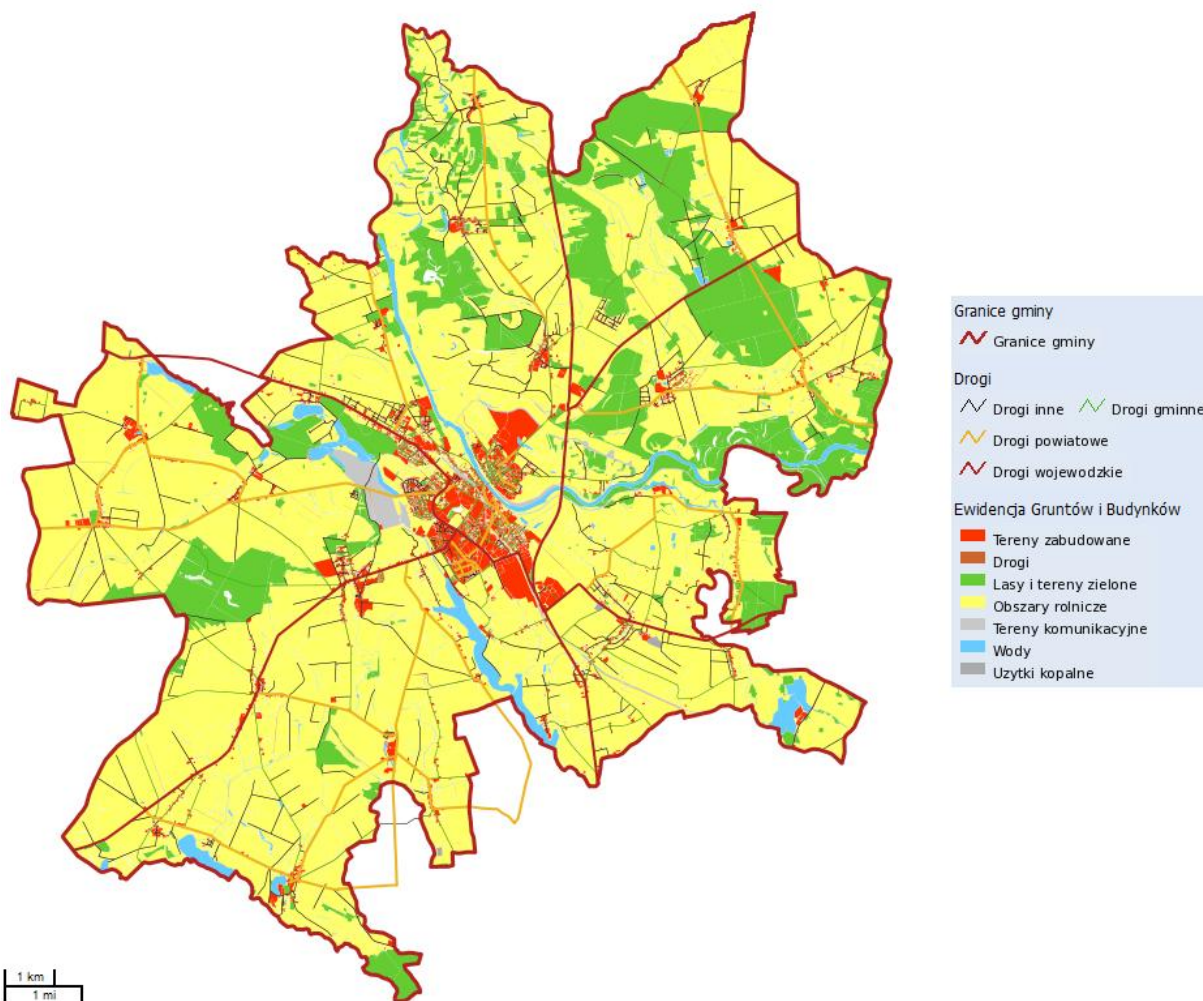 Granice gminy
Granice gminy
Drogi
Drogi inne Drogi gminne
Drogi powiatowe
Drogi wojewodzkie
Ewidencja Gruntów i Budynków
Tereny zabudowane
Drogi
Lasy i tereny zielone
Obszary rolnicze
Tereny komunikacyjne
Wody
Uzytki kopalne
1 km
1 mi